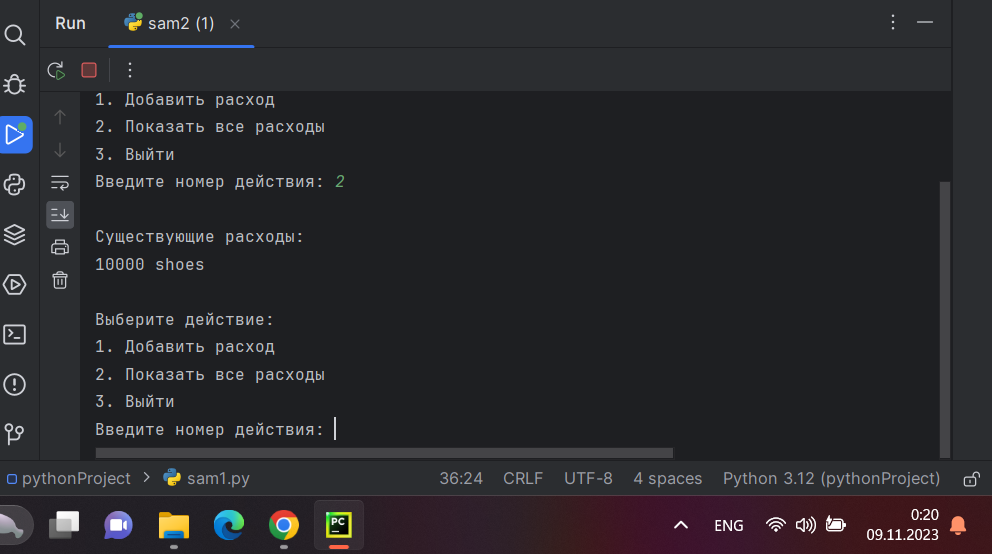 Run sam2 (1)
1. Добавить расход
2. Показать все расходы
3. Выйти
Введите номер действия: 2
Существующие расходы:
10000 shoes
Выберите действие:
1. Добавить расход
2. Показать все расходы
3. Выйти
Введите номер действия:
pythonProject > sam1.py 36:24 CRLF UTF-8 4 spaces Python 3.12 (pythonProject)
PC ENG 0:20
09.11.2023